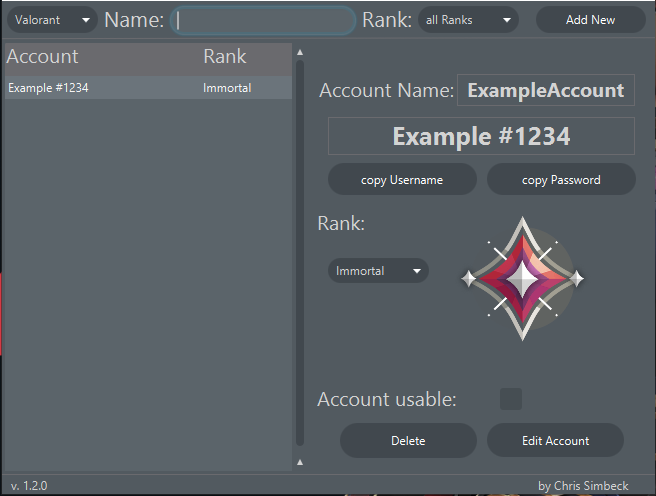 Valorant Name: Rank: all Ranks Add New
Account Rank
Example #1234 Immortal
Account Name: ExampleAccount
Example #1234
copy Username copy Password
Rank:
Immortal
Account usable:
Delete Edit Account
v. 1.2.0 by Chris Simbeck